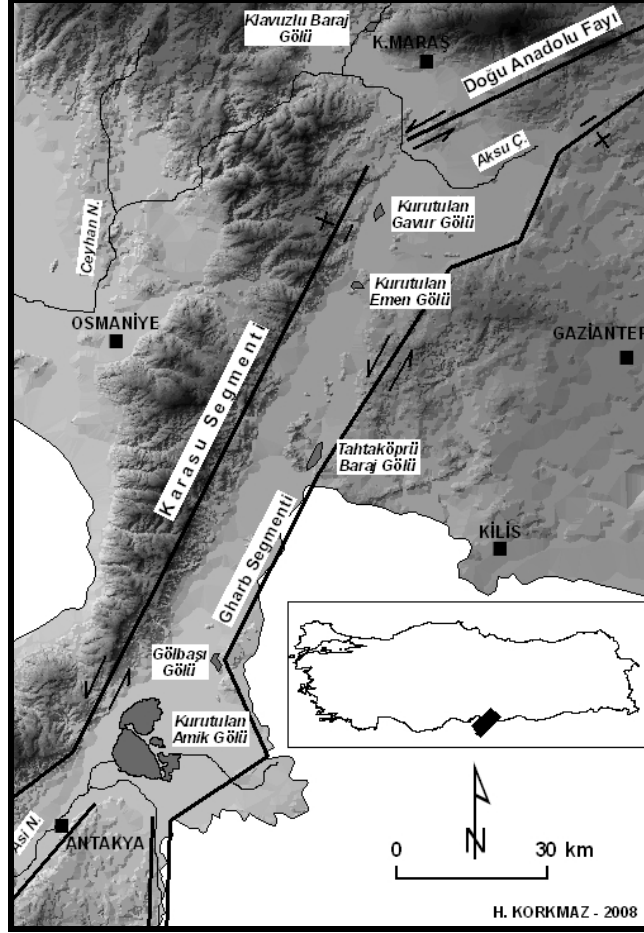 Klavuzlu Baraj
Gölü
K.MARAŞ
Doğu Anadolu Fayı
Aksu Ç.
Kurutulan
Gavur Gölü
Ceyhan N.
Kurutulan
Emen Gölü
OSMANİYE
GAZİANTEP
Karasu Segmenti
Tahtaköprü
Baraj Gölü
KİLİS
Gharb Segmenti
Gölbaşı
Gölü
Kurutulan
Amik Gölü
Asi N.
ANTAKYA
N
0 30 km
H. KORKMAZ - 2008